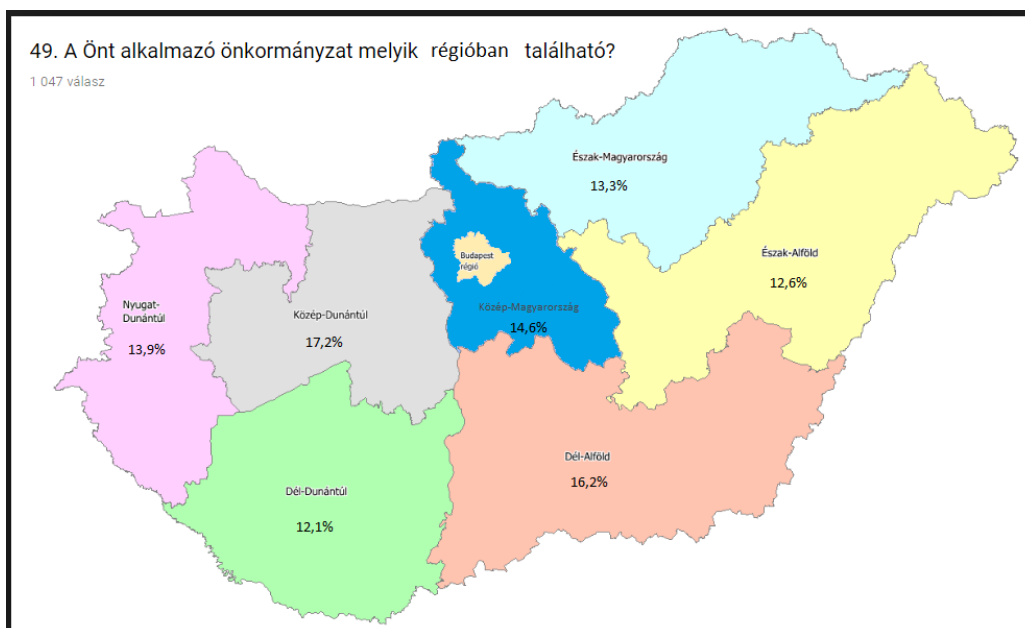 49. A Önt alkalmazó önkormányzat melyik régióban található?
1 047 válasz
Észak-Magyarország
13,3%
Budapest
régió
Észak-Alföld
12,6%
Nyugat-
Dunántúl
13,9%
Közép-Dunántúl
17,2%
Közép-Magyarország
14,6%
Dél-Alföld
16,2%
Dél-Dunántúl
12,1%